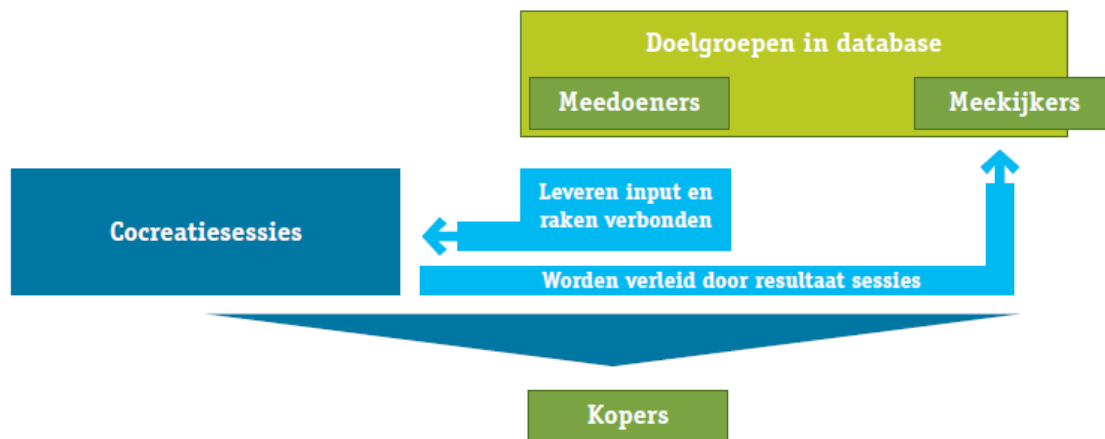 Doelgroepen in database
Meedoeners
Meekijkers
Leveren input en
raken verbonden
Cocreatiesessies
Worden verleid door resultaat sessies
Kopers